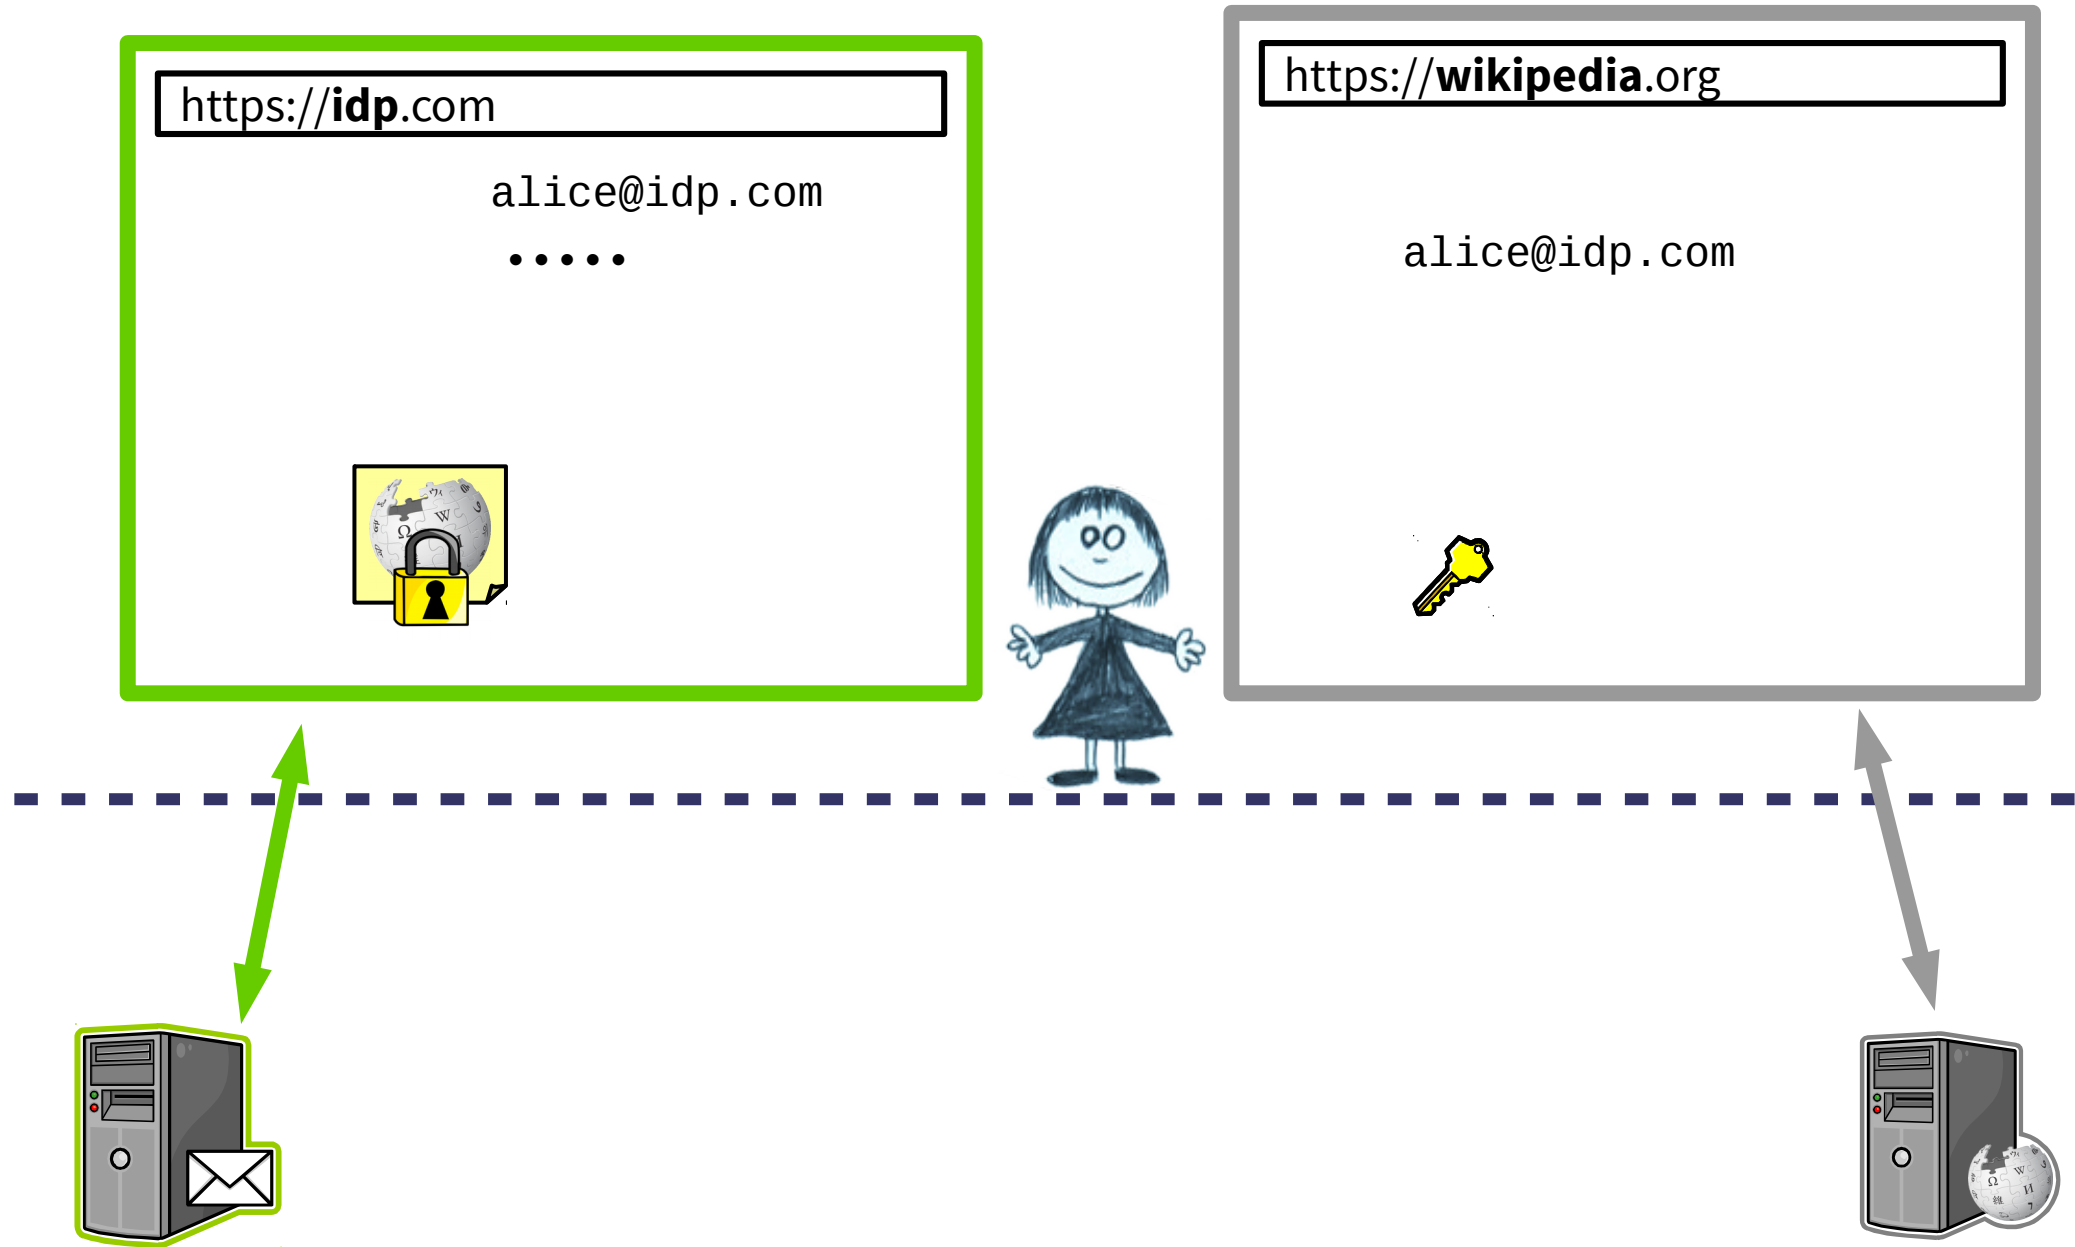 https://idp.com
alice@idp.com
•••••
https://wikipedia.org
alice@idp.com